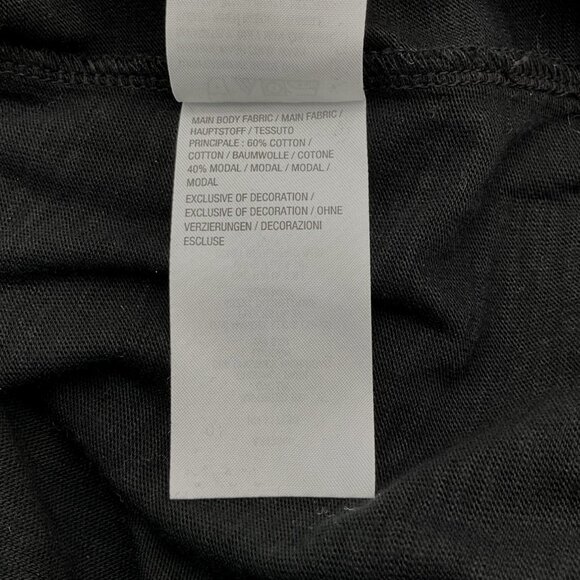 MAIN BODY FABRIC / MAIN FABRIC /
HAUPTSTOFF / TESSUTO
PRINCIPALE : 60% COTTON /
COTTON / BAUMWOLLE / COTONE
40% MODAL / MODAL / MODAL /
MODAL
EXCLUSIVE OF DECORATION /
EXCLUSIVE OF DECORATION / OHNE
VERZIERUNGEN / DECORAZIONI
ESCLUSE